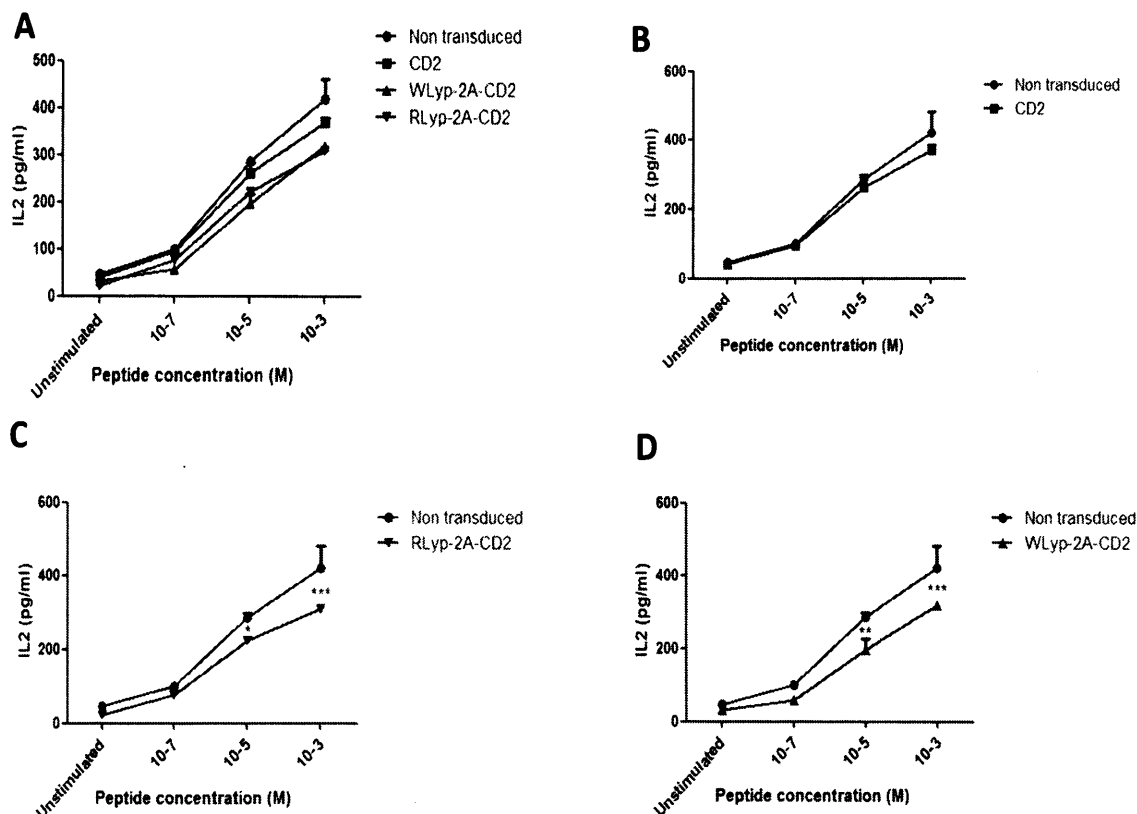 A
500
400
300
200
100
0
IL2 (pg/ml)
Unstimulated
10-7
10-5
10-3
Peptide concentration (M)
Non transduced
CD2
WLyp-2A-CD2
RLyp-2A-CD2
B
600
400
200
0
IL2 (pg/ml)
Unstimulated
10-7
10-5
10-3
Peptide concentration (M)
Non transduced
CD2
C
600
400
200
0
IL2 (pg/ml)
*
***
Unstimulated
10-7
10-5
10-3
Peptide concentration (M)
Non transduced
RLyp-2A-CD2
D
600
400
200
0
IL2 (pg/ml)
**
***
Unstimulated
10-7
10-5
10-3
Peptide concentration (M)
Non transduced
WLyp-2A-CD2